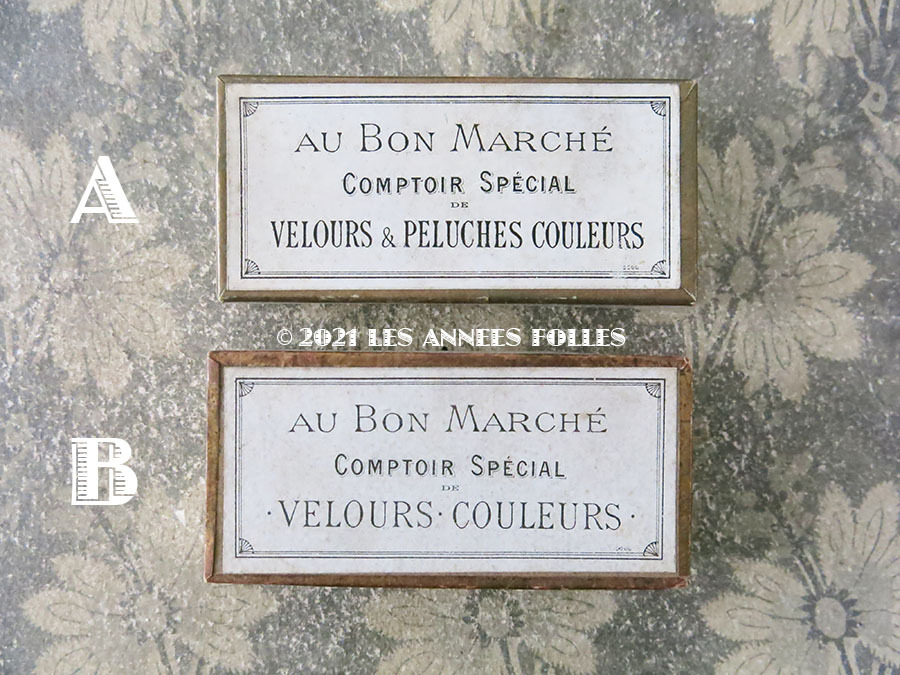 A
AU BON MARCHÉ
COMPTOIR SPÉCIAL
DE
VELOURS & PELUCHES COULEURS
© 2021 LES ANNEES FOLLES
B
AU BON MARCHÉ
COMPTOIR SPÉCIAL
DE
· VELOURS · COULEURS ·